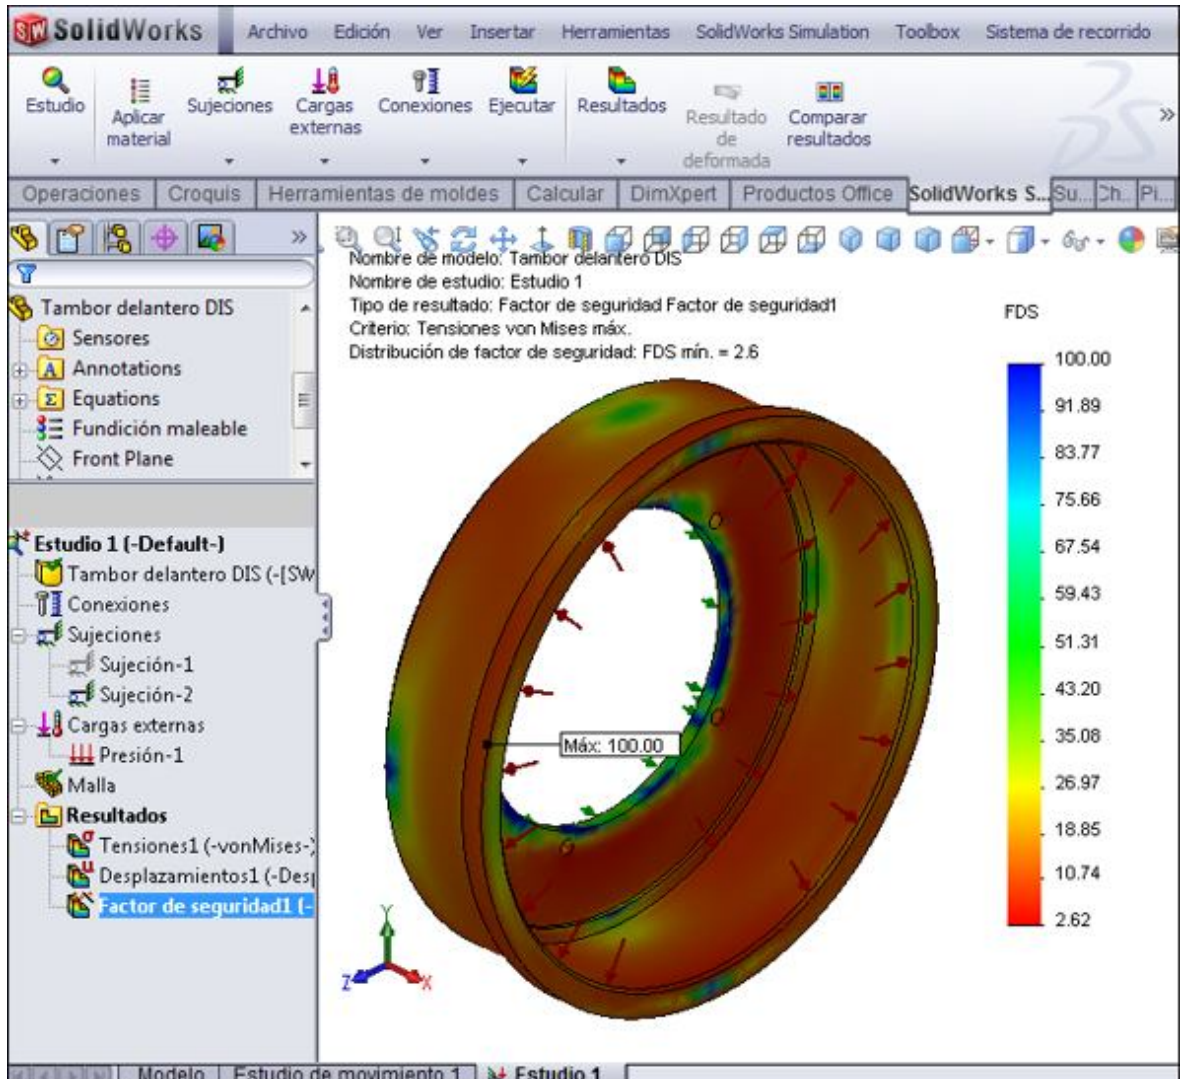 SolidWorks Archivo Edición Ver Insertar Herramientas SolidWorks Simulation Toolbox Sistema de recorrido
Estudio
Aplicar
material
Sujeciones
Cargas
externas
Conexiones
Ejecutar
Resultados
Resultado
de
deformada
Comparar
resultados
Operaciones Croquis Herramientas de moldes Calcular DimXpert Productos Office SolidWorks S... Su... Ch.. Pi...
Nombre de modelo: Tambor delantero DIS
Nombre de estudio: Estudio 1
Tipo de resultado: Factor de seguridad Factor de seguridad1
Criterio: Tensiones von Mises máx.
Distribución de factor de seguridad: FDS mín. = 2.6
Tambor delantero DIS
Sensores
Annotations
Equations
Fundición maleable
Front Plane
Estudio 1 (-Default-)
Tambor delantero DIS (-[SW
Conexiones
Sujeciones
Sujeción-1
Sujeción-2
Cargas externas
Presión-1
Malla
Resultados
Tensiones1 (-vonMises-)
Desplazamientos1 (-Desp
Factor de seguridad1 (-
Máx: 100.00
Y
Z
X
FDS
100.00
91.89
83.77
75.66
67.54
59.43
51.31
43.20
35.08
26.97
18.85
10.74
2.62
Modelo Estudio de movimiento 1 Estudio 1